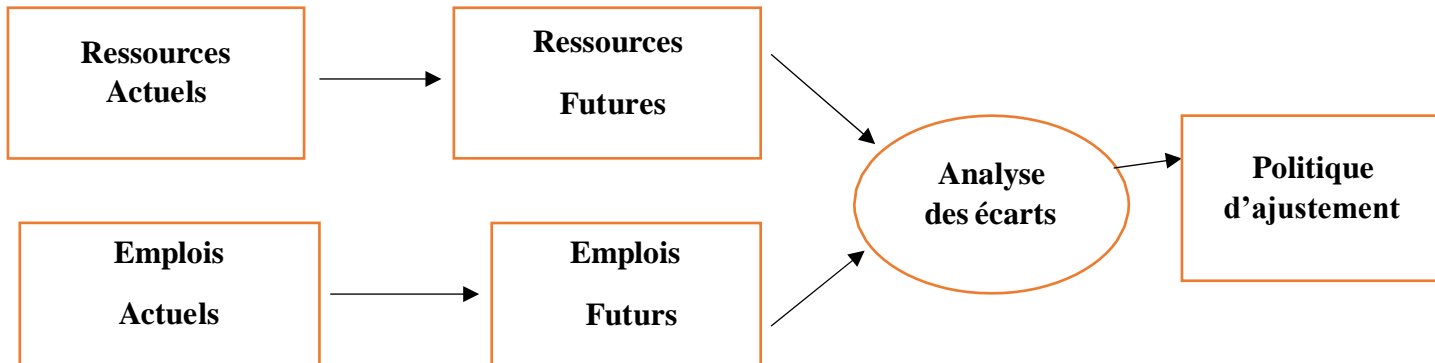 Ressources
Actuels
Ressources
Futures
Analyse
des écarts
Politique
d’ajustement
Emplois
Actuels
Emplois
Futurs